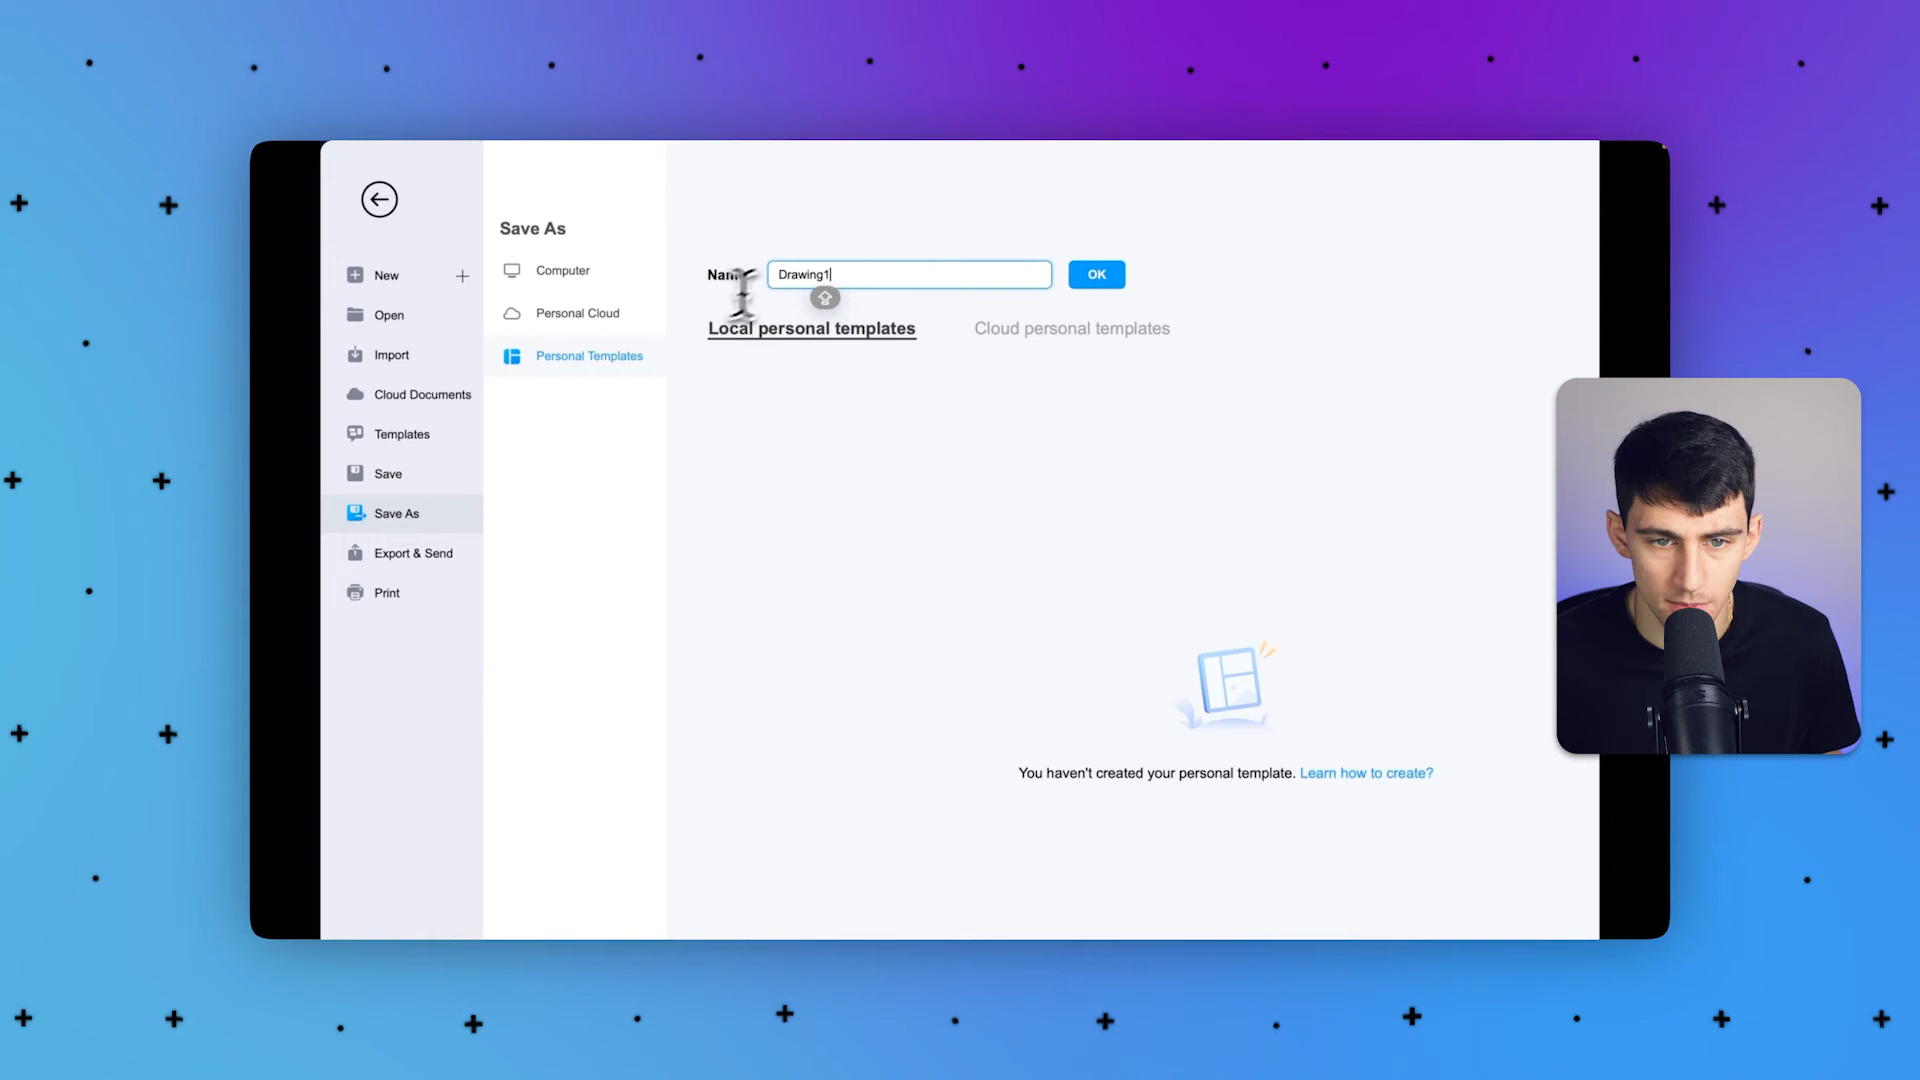 New
Open
Import
Cloud Documents
Templates
Save
Save As
Export & Send
Print
Save As
Computer
Personal Cloud
Personal Templates
Drawing1
OK
Local personal templates
Cloud personal templates
You haven't created your personal template. Learn how to create?